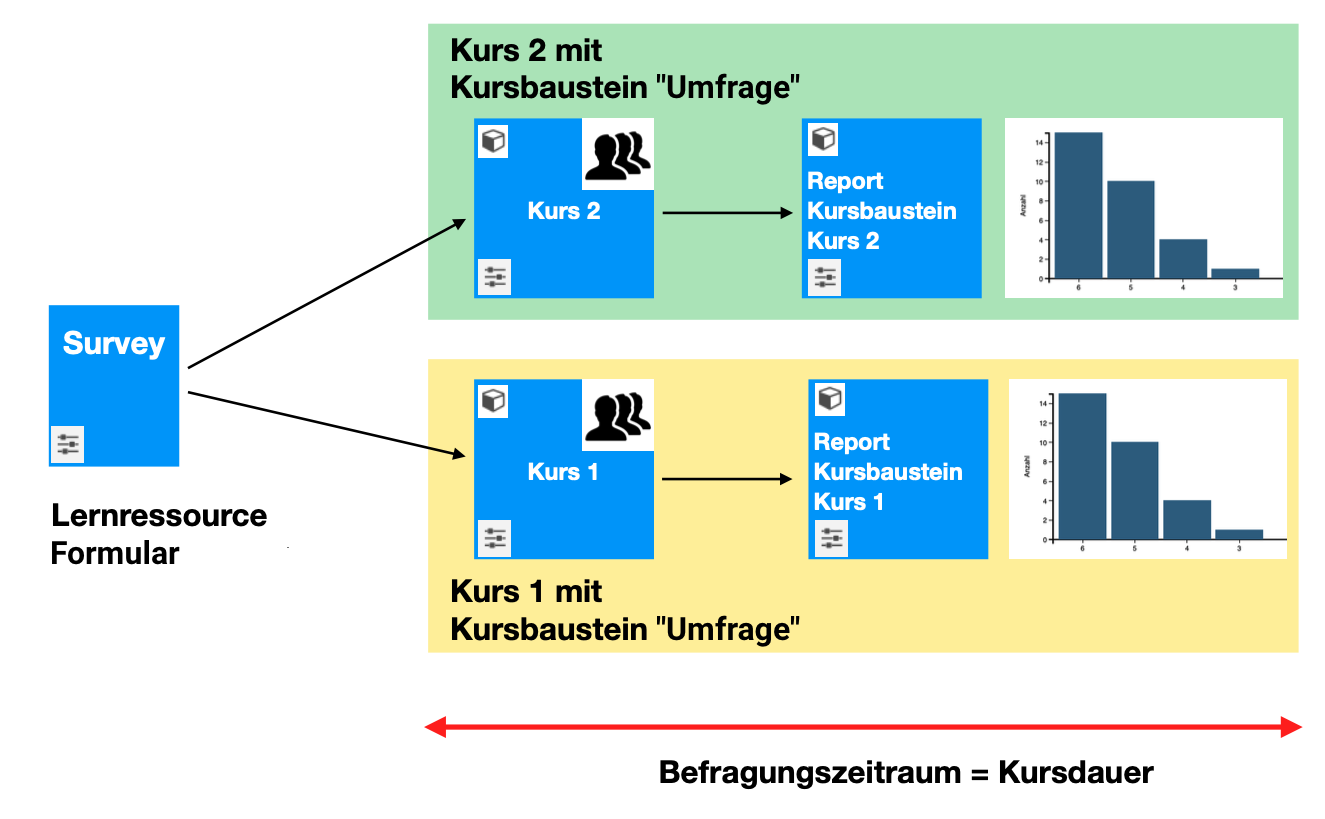 Kurs 2 mit
Kursbaustein "Umfrage"
Kurs 2
Report
Kursbaustein
Kurs 2
Anzahl
14
12
10
8
6
4
2
0
6 5 4 3
Survey
Lernressource
Formular
Kurs 1
Report
Kursbaustein
Kurs 1
Anzahl
14
12
10
8
6
4
2
0
6 5 4 3
Kurs 1 mit
Kursbaustein "Umfrage"
Befragungszeitraum = Kursdauer